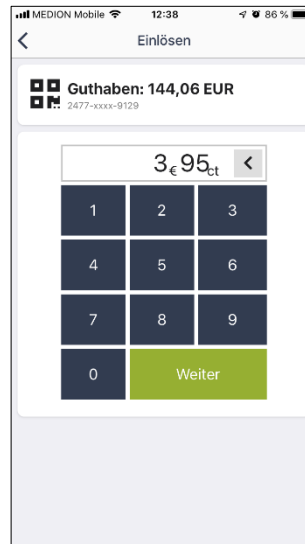 MEDION Mobile 12:38 86 %
Einlösen
Guthaben: 144,06 EUR
2477-xxxx-9129
3€95ct
1 2 3
4 5 6
7 8 9
0 Weiter